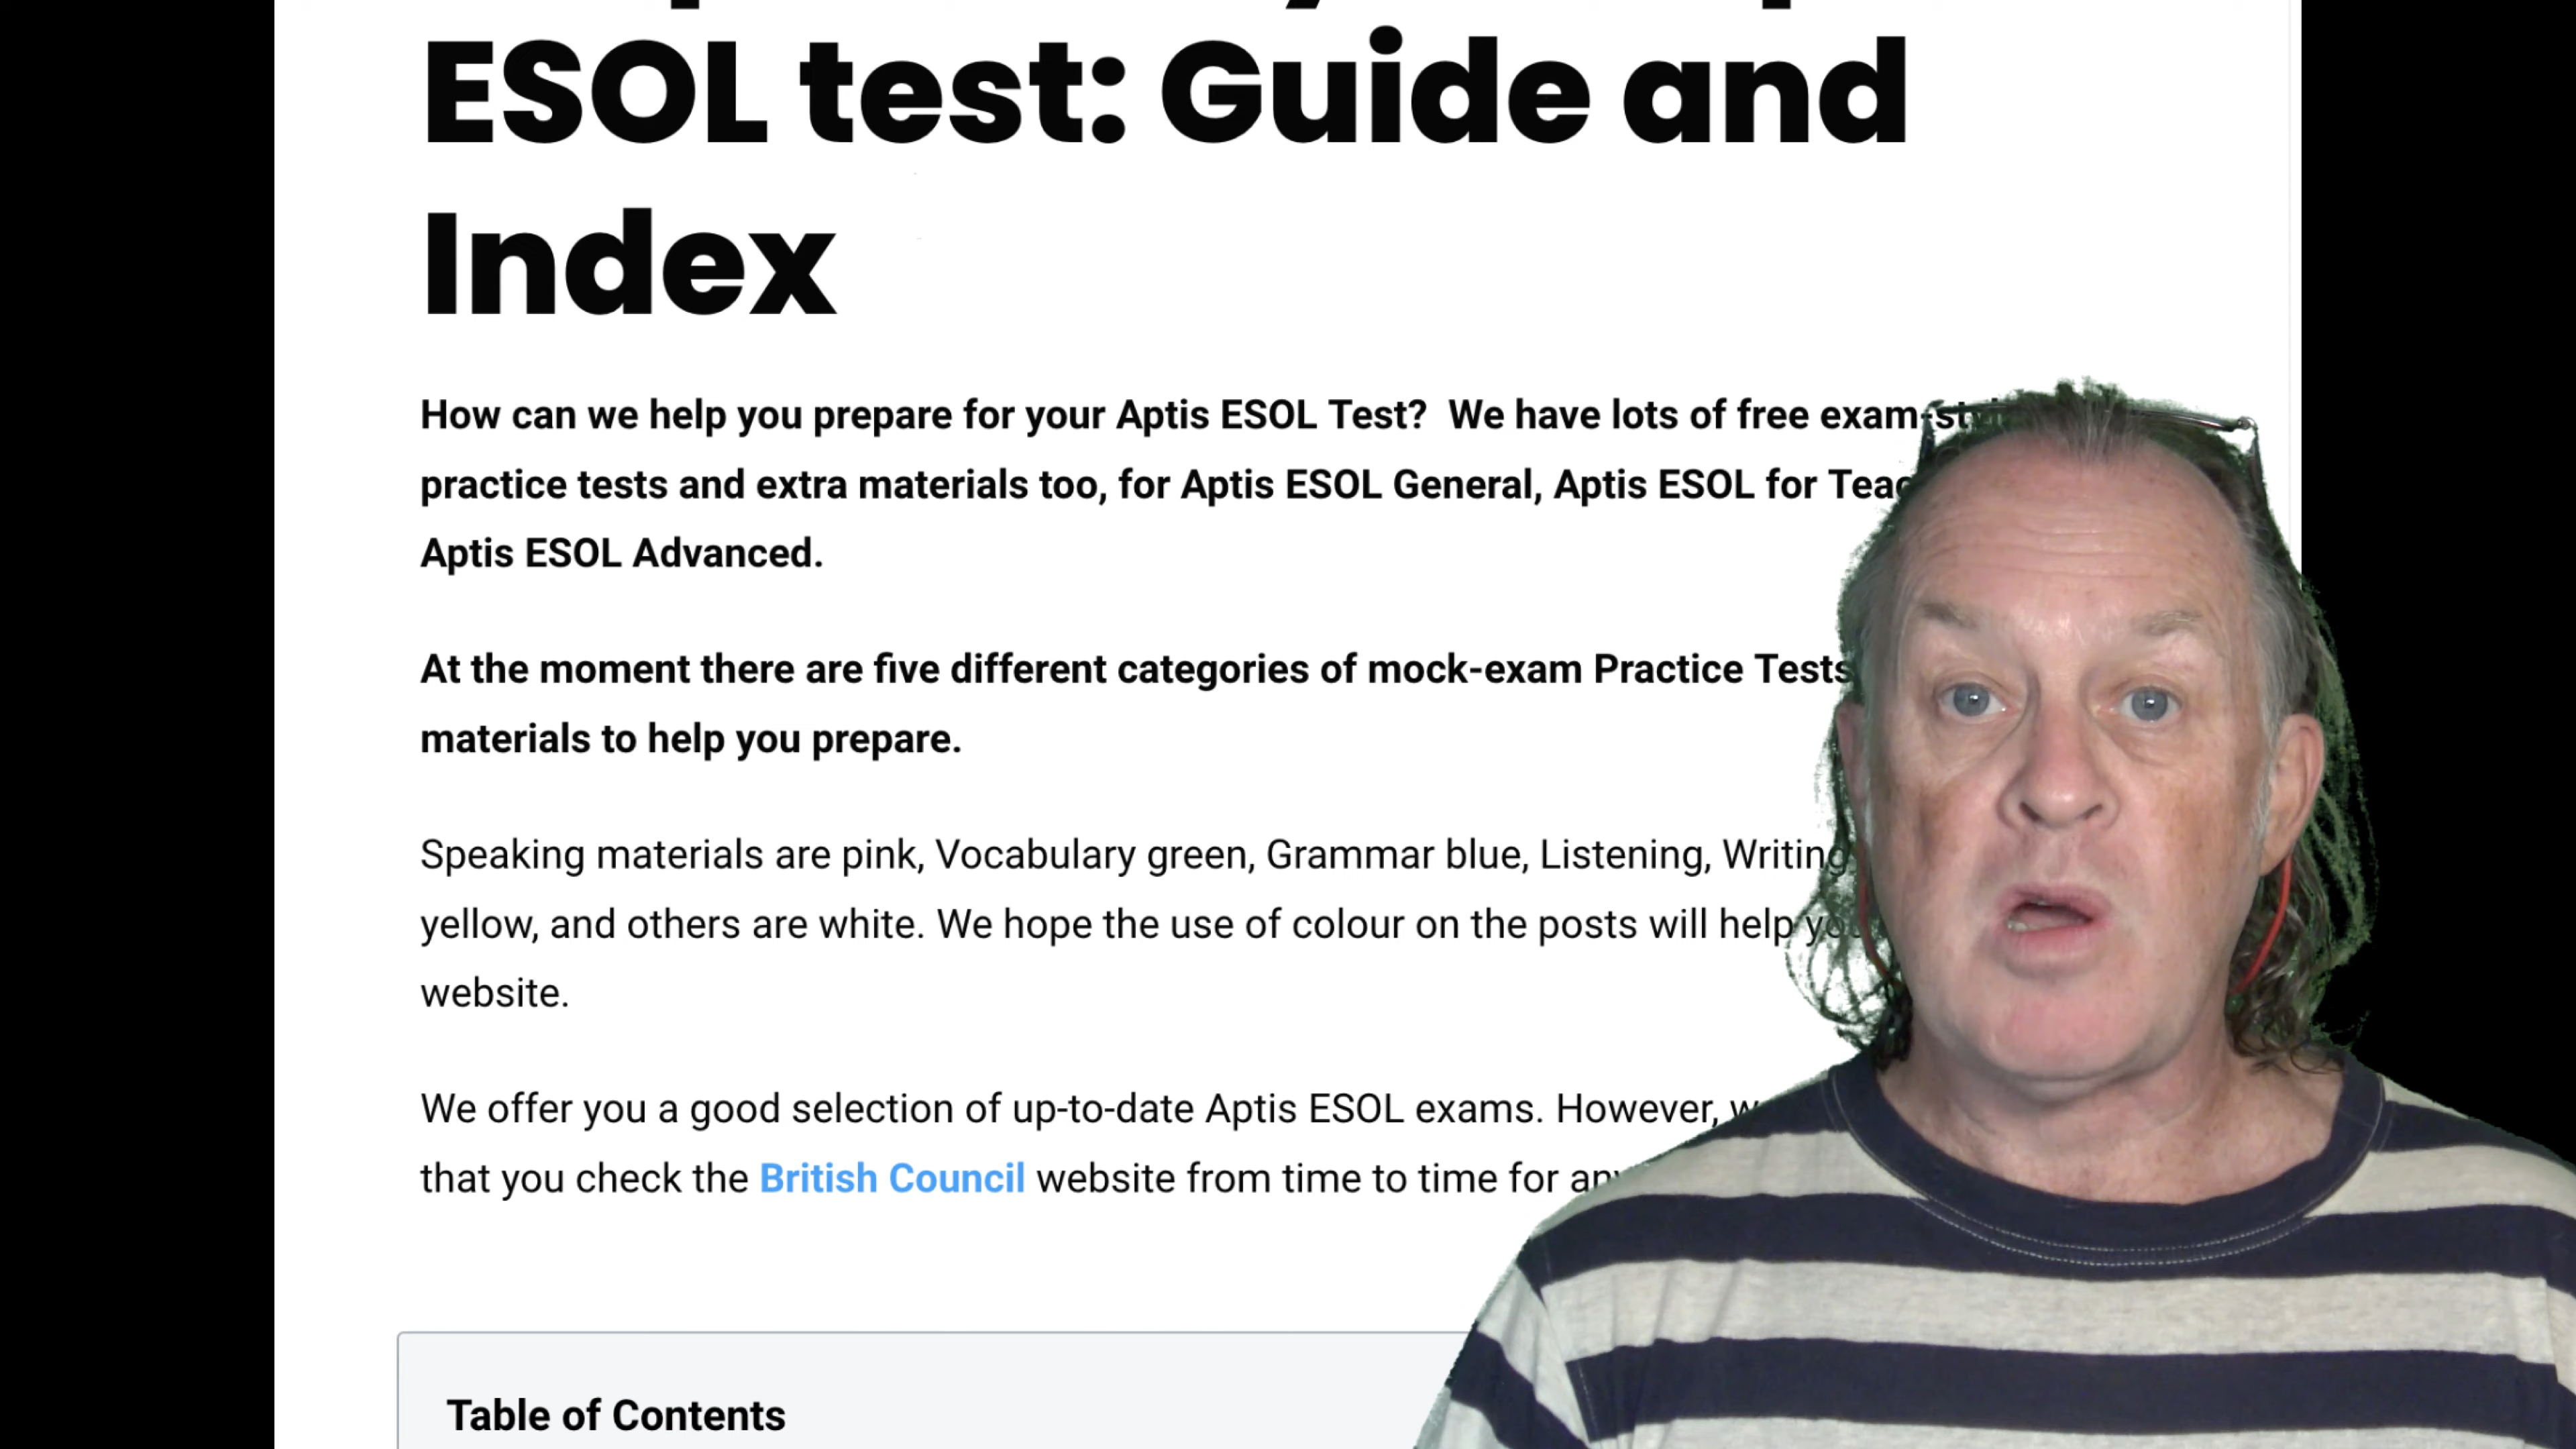 ESOL test: Guide and
Index
How can we help you prepare for your Aptis ESOL Test? We have lots of free exam-
practice tests and extra materials too, for Aptis ESOL General, Aptis ESOL for
Aptis ESOL Advanced.
At the moment there are five different categories of mock-exam Practice Tests
materials to help you prepare.
Speaking materials are pink, Vocabulary green, Grammar blue, Listening, Writing
yellow, and others are white. We hope the use of colour on the posts will help
website.
We offer you a good selection of up-to-date Aptis ESOL exams. However,
that you check the British Council website from time to time for
Table of Contents